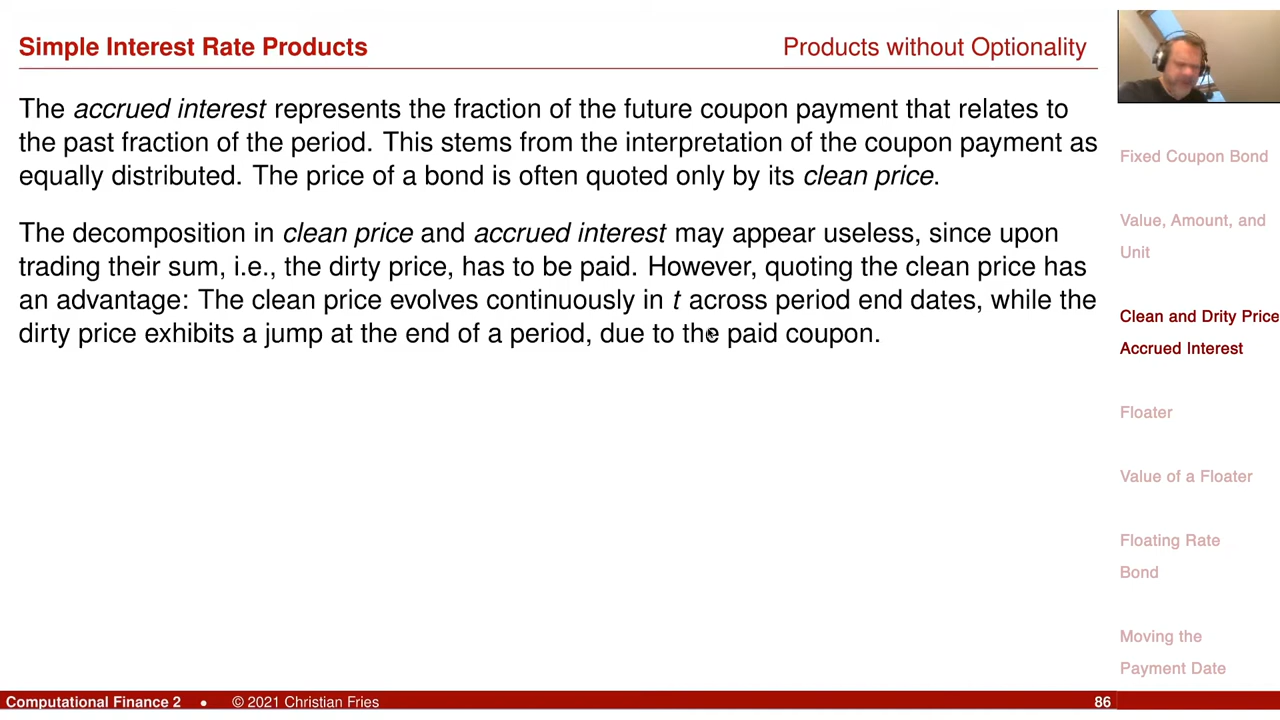 Simple Interest Rate Products
Products without Optionality
The accrued interest represents the fraction of the future coupon payment that relates to
the past fraction of the period. This stems from the interpretation of the coupon payment as
equally distributed. The price of a bond is often quoted only by its clean price.
The decomposition in clean price and accrued interest may appear useless, since upon
trading their sum, i.e., the dirty price, has to be paid. However, quoting the clean price has
an advantage: The clean price evolves continuously in t across period end dates, while the
dirty price exhibits a jump at the end of a period, due to the paid coupon.
Fixed Coupon Bond
Value, Amount, and
Unit
Clean and Drity Price
Accrued Interest
Floater
Value of a Floater
Floating Rate
Bond
Moving the
Payment Date
Computational Finance 2 • © 2021 Christian Fries
86